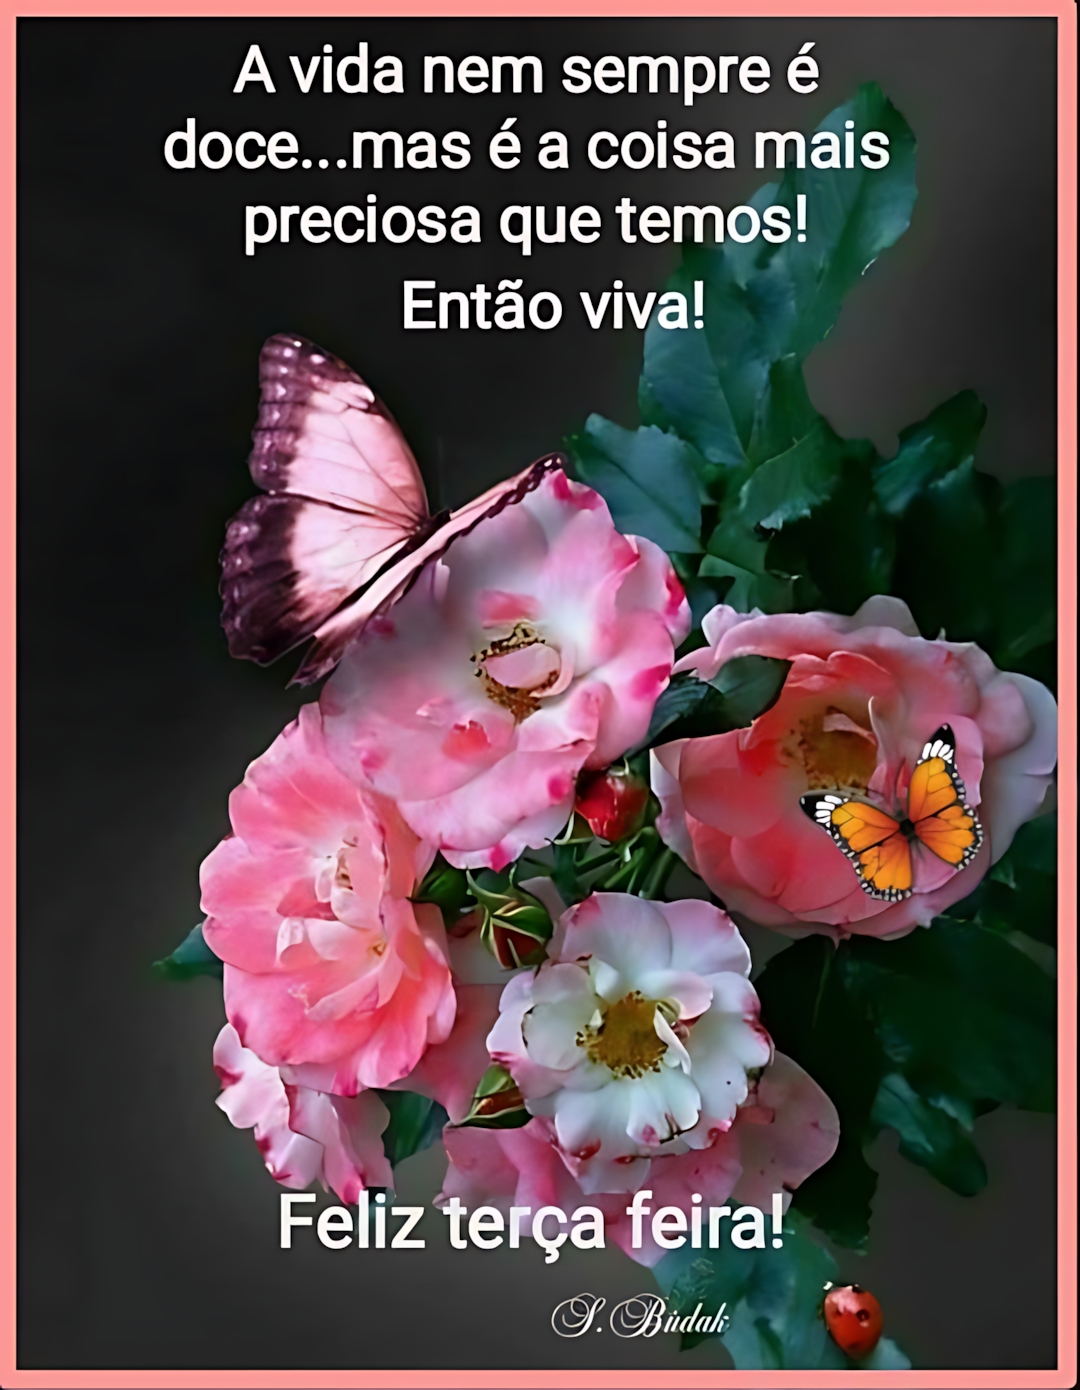 A vida nem sempre é
doce...mas é a coisa mais
preciosa que temos!
Então viva!
Feliz terça feira!
S. Budak